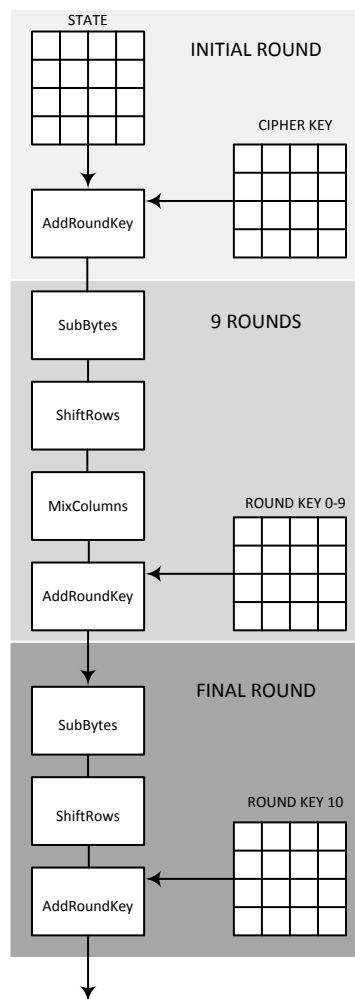 STATE
INITIAL ROUND
CIPHER KEY
AddRoundKey
SubBytes
9 ROUNDS
ShiftRows
MixColumns
ROUND KEY 0-9
AddRoundKey
FINAL ROUND
SubBytes
ROUND KEY 10
ShiftRows
AddRoundKey